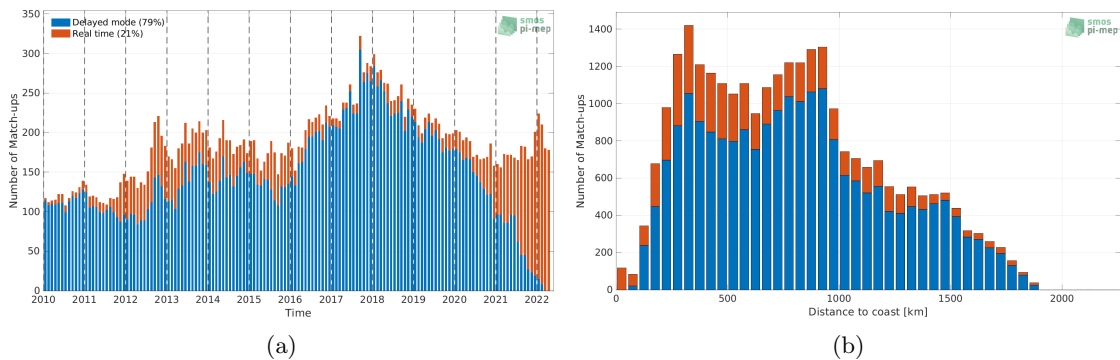 Delayed mode (79%)
Real time (21%)
smos
pi-mep
Number of Match-ups
350
300
250
200
150
100
50
0
2010 2011 2012 2013 2014 2015 2016 2017 2018 2019 2020 2021 2022
Time
(a)
smos
pi-mep
Number of Match-ups
1400
1200
1000
800
600
400
200
0
0 500 1000 1500 2000
Distance to coast [km]
(b)